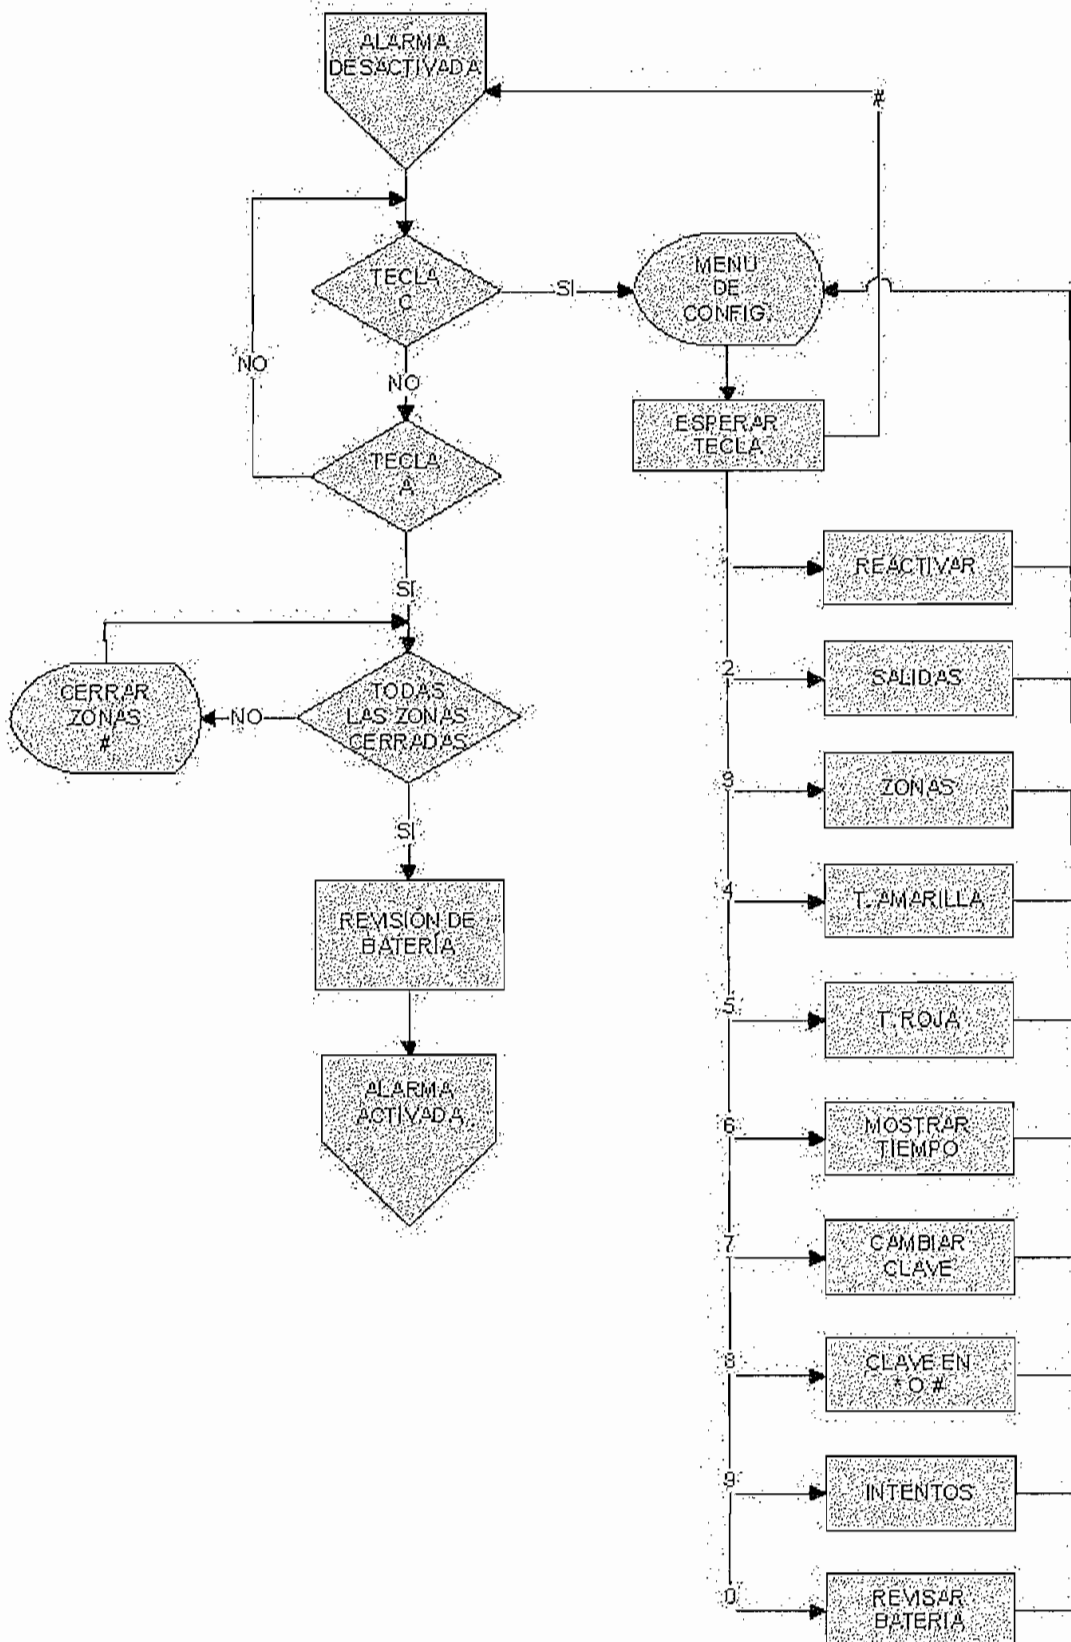 ALARMA
DESACTIVADA
#
TECLA
C
SI
MENU
DE
CONFIG.
NO
NO
ESPERAR
TECLA
TECLA
A
1
REACTIVAR
SI
2
SALIDAS
CERRAR
ZONAS
#
NO
TODAS
LAS ZONAS
CERRADAS
3
ZONAS
SI
4
T. AMARILLA
REVISIÓN DE
BATERÍA
5
T. ROJA
ALARMA
ACTIVADA
6
MOSTRAR
TIEMPO
7
CAMBIAR
CLAVE
8
CLAVE EN
* O #
9
INTENTOS
0
REVISAR
BATERIA